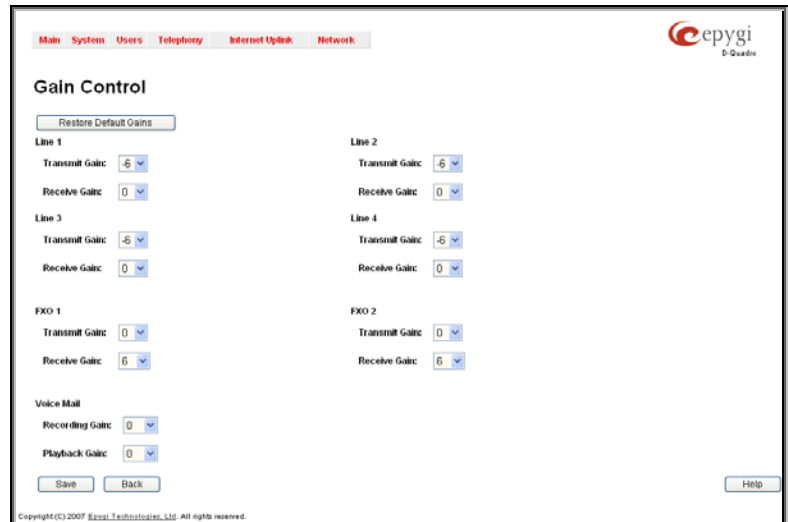 Main System Users Telephony Internet Uplink Network
epygi
D-Quadro
Gain Control
Restore Default Gains
Line 1 Line 2
Transmit Gain: -6 Transmit Gain: -6
Receive Gain: 0 Receive Gain: 0
Line 3 Line 4
Transmit Gain: -6 Transmit Gain: -6
Receive Gain: 0 Receive Gain: 0
FXO 1 FXO 2
Transmit Gain: 0 Transmit Gain: 0
Receive Gain: 6 Receive Gain: 6
Voice Mail
Recording Gain: 0
Playback Gain: 0
Save Back Help
Copyright (C) 2007 Epygi Technologies, Ltd. All rights reserved.